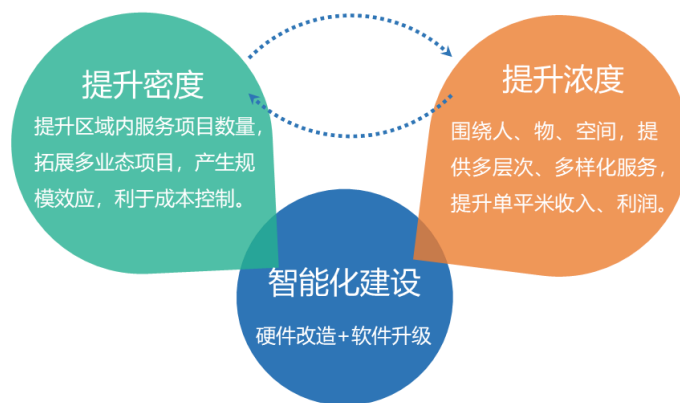 提升密度
提升区域内服务项目数量，
拓展多业态项目，产生规
模效应，利于成本控制。
提升浓度
围绕人、物、空间，提
供多层次、多样化服务，
提升单平米收入、利润。
智能化建设
硬件改造+软件升级